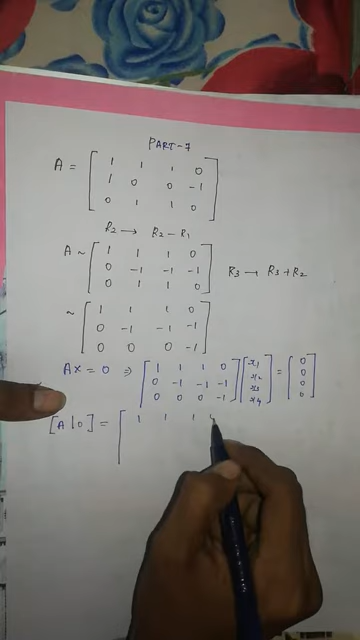 PART-7
A = [ 1 1 1 0
1 0 0 -1
0 1 1 0 ]
R2 → R2 - R1
A ~ [ 1 1 1 0
0 -1 -1 -1
0 1 1 0 ] R3 → R3 + R2
~ [ 1 1 1 0
0 -1 -1 -1
0 0 0 -1 ]
AX = 0 ⇒ [ 1 1 1 0
0 -1 -1 -1
0 0 0 -1 ] [ x1
x2
x3
x4 ] = [ 0
0
0
0 ]
[A|0] = [ 1 1 1